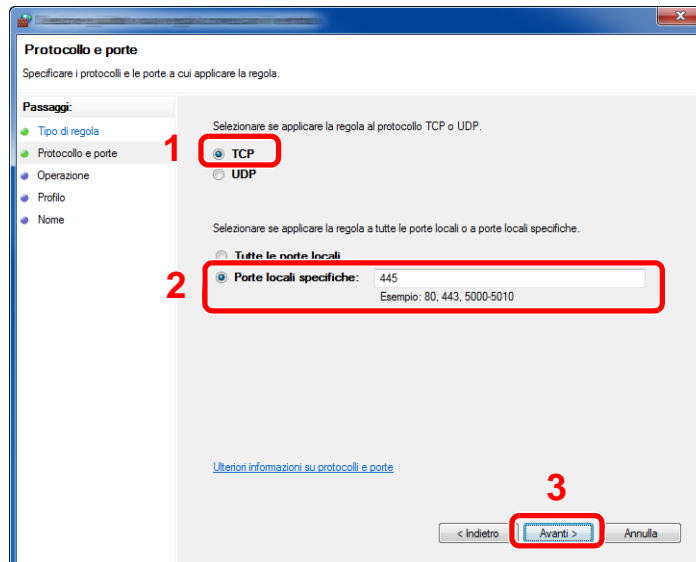 Protocollo e porte
Specificare i protocolli e le porte a cui applicare la regola.
Passaggi:
Tipo di regola
Protocollo e porte
Operazione
Profilo
Nome
Selezionare se applicare la regola al protocollo TCP o UDP.
1
TCP
UDP
Selezionare se applicare la regola a tutte le porte locali o a porte locali specifiche.
Tutte le porte locali
2
Porte locali specifiche:
445
Esempio: 80, 443, 5000-5010
Ulteriori informazioni su protocolli e porte
3
< Indietro
Avanti >
Annulla